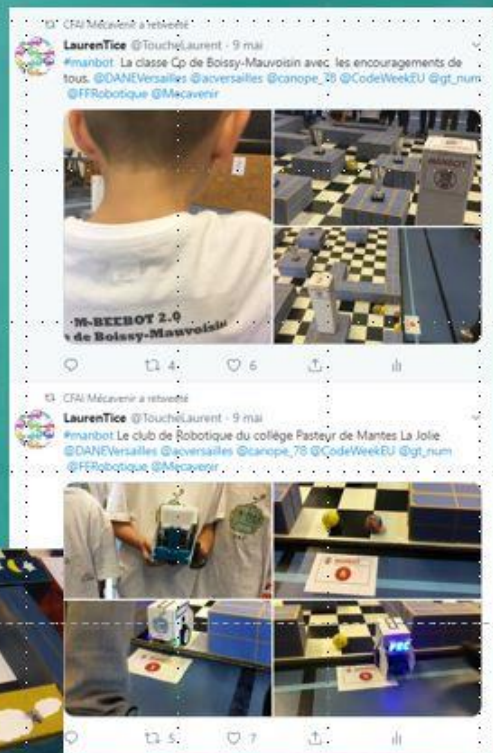 CFAI Mécavenir a retweeté
LaurenTice @ToucheLaurent · 9 mai
#manbot La classe Cp de Boissy-Mauvoisin avec les encouragements de
tous. @DANEVersailles @acversailles @canope_78 @CodeWeekEU @gt_num
@FFRobotique @Mecavenir
MANBOT
M-BEEBOT 2.0
de Boissy-Mauvoisin
4
6
CFAI Mécavenir a retweeté
LaurenTice @ToucheLaurent · 9 mai
#manbot Le club de Robotique du collège Pasteur de Mantes La Jolie
@DANEVersailles @acversailles @canope_78 @CodeWeekEU @gt_num
@FFRobotique @Mecavenir
5
7